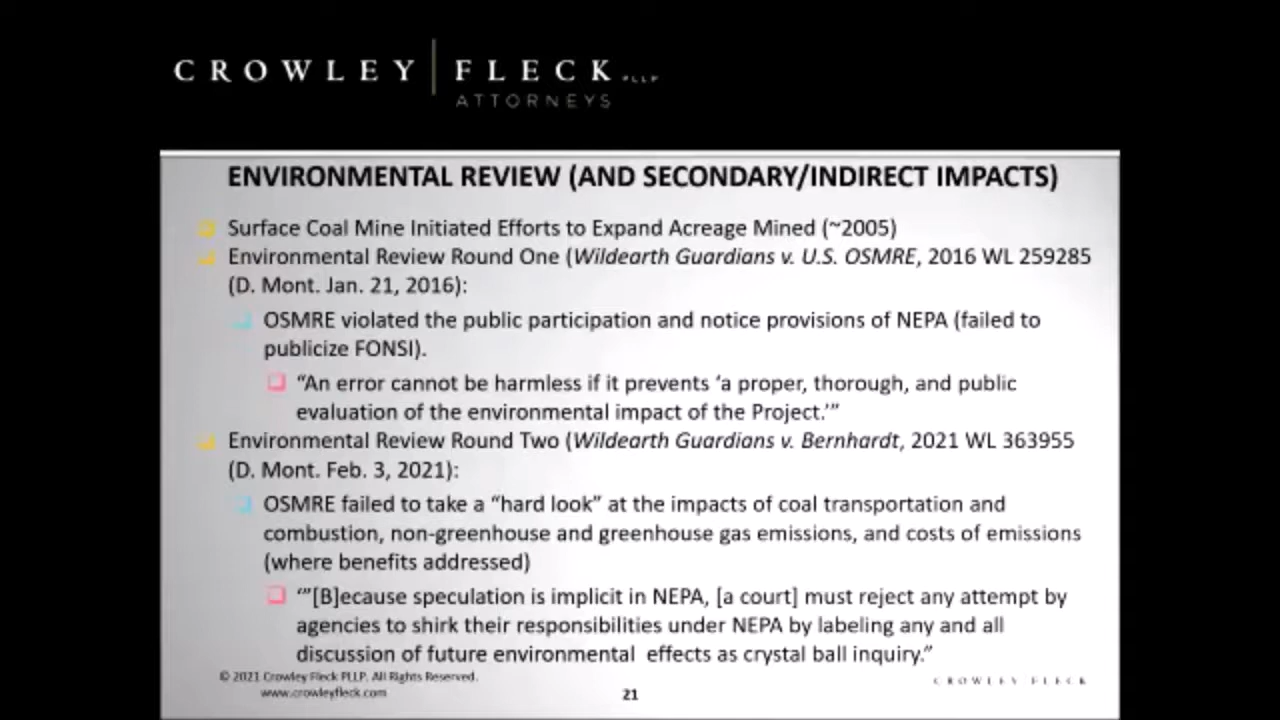 CROWLEY | FLECK PLLP
ATTORNEYS
ENVIRONMENTAL REVIEW (AND SECONDARY/INDIRECT IMPACTS)
Surface Coal Mine Initiated Efforts to Expand Acreage Mined (~2005)
Environmental Review Round One (Wildearth Guardians v. U.S. OSMRE, 2016 WL 259285
(D. Mont. Jan. 21, 2016):
OSMRE violated the public participation and notice provisions of NEPA (failed to
publicize FONSI).
“An error cannot be harmless if it prevents ‘a proper, thorough, and public
evaluation of the environmental impact of the Project.’”
Environmental Review Round Two (Wildearth Guardians v. Bernhardt, 2021 WL 363955
(D. Mont. Feb. 3, 2021):
OSMRE failed to take a “hard look” at the impacts of coal transportation and
combustion, non-greenhouse and greenhouse gas emissions, and costs of emissions
(where benefits addressed)
‘”[B]ecause speculation is implicit in NEPA, [a court] must reject any attempt by
agencies to shirk their responsibilities under NEPA by labeling any and all
discussion of future environmental effects as crystal ball inquiry.”
© 2021 Crowley Fleck PLLP. All Rights Reserved.
www.crowleyfleck.com
21
CROWLEY FLECK